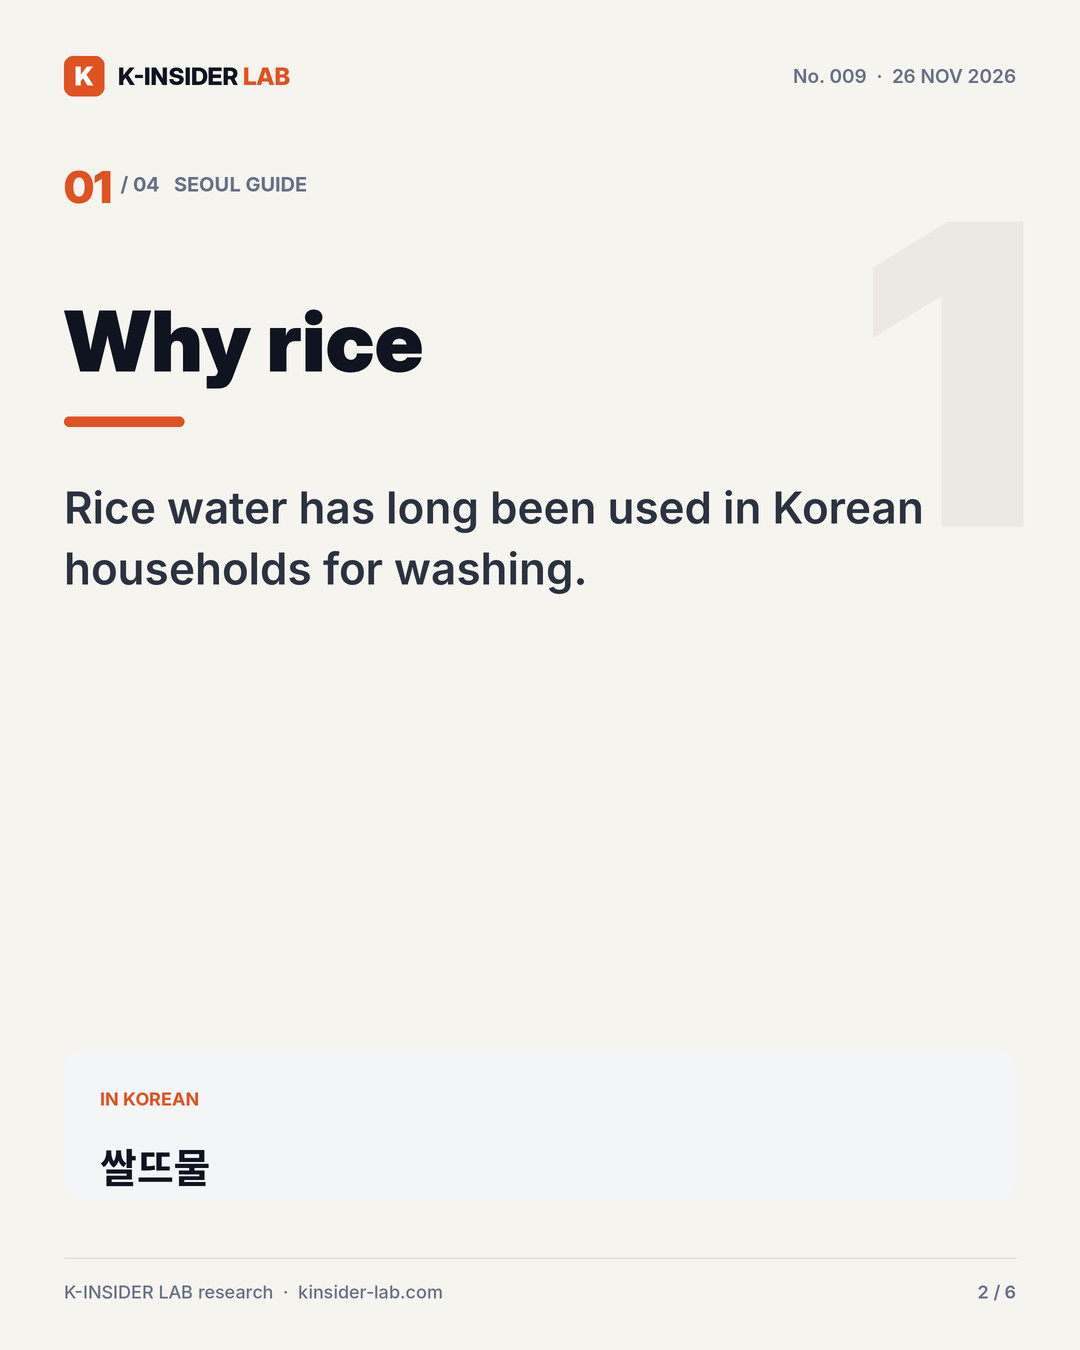 K K-INSIDER LAB
No. 009 · 26 NOV 2026
01 / 04 SEOUL GUIDE
1
Why rice
Rice water has long been used in Korean
households for washing.
IN KOREAN
쌀뜨물
K-INSIDER LAB research · kinsider-lab.com
2 / 6